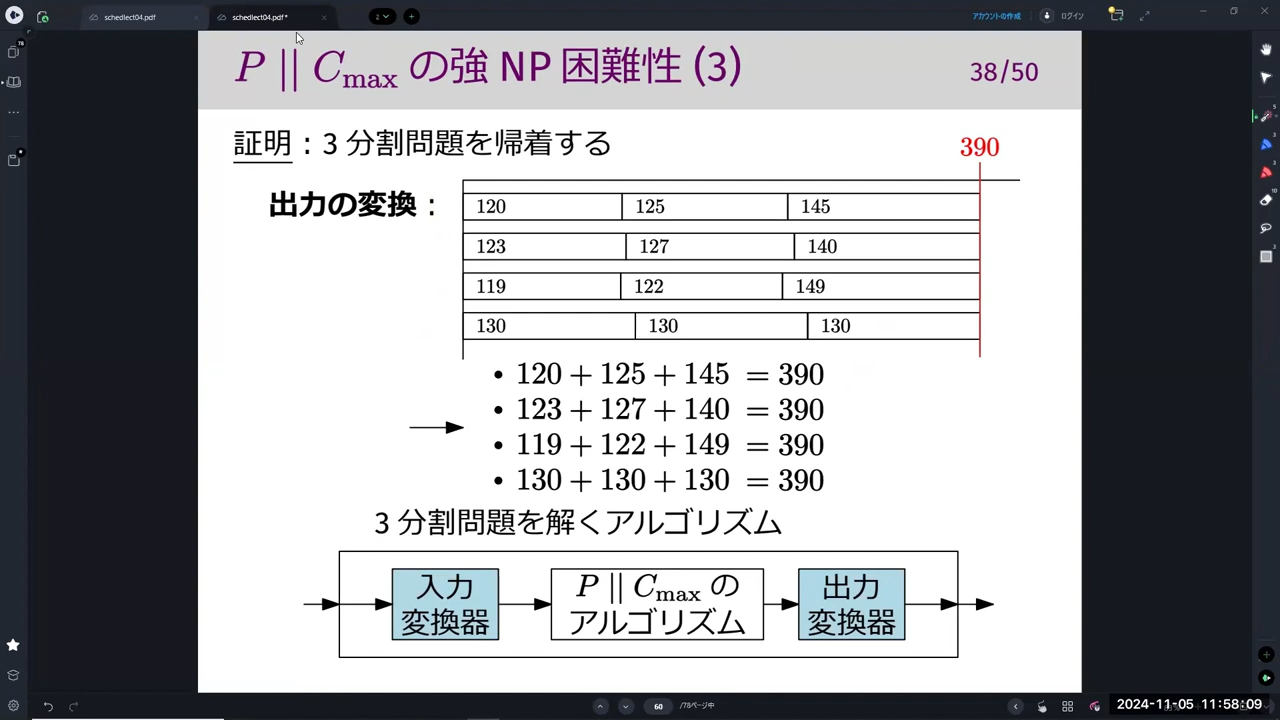 schedlect04.pdf
schedlect04.pdf *
2
アカウントの作成
ログイン
P || Cmax の強 NP 困難性 (3)
38/50
証明：3 分割問題を帰着する
390
出力の変換：
120 125 145
123 127 140
119 122 149
130 130 130
• 120 + 125 + 145 = 390
• 123 + 127 + 140 = 390
• 119 + 122 + 149 = 390
• 130 + 130 + 130 = 390
3 分割問題を解くアルゴリズム
入力
変換器
P || Cmax の
アルゴリズム
出力
変換器
60 /78ページ中
2024-11-05 11:58:09